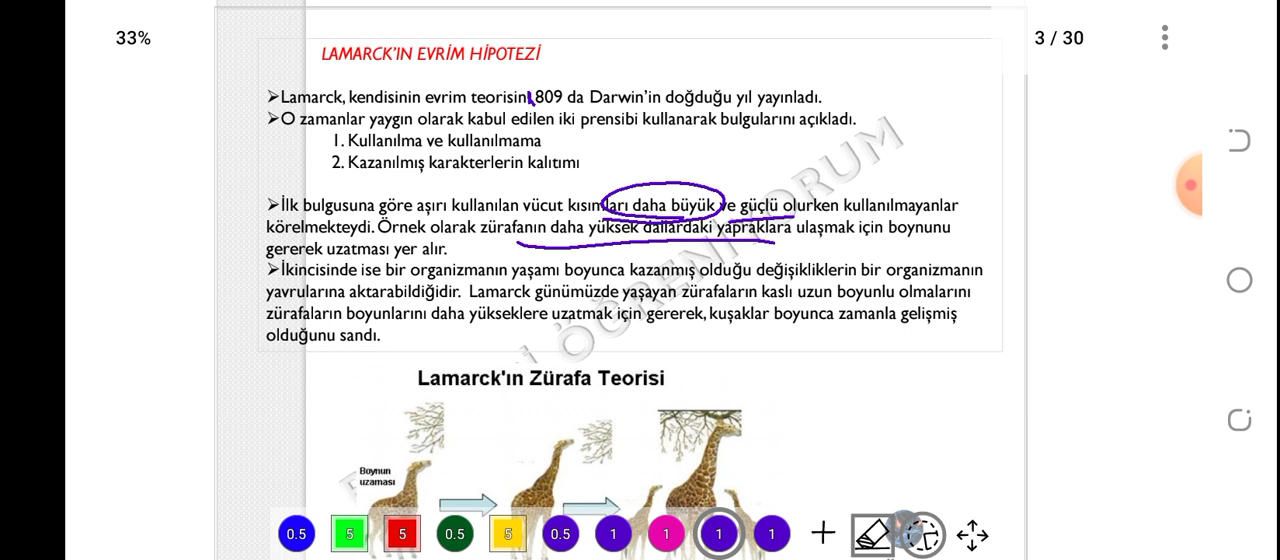 33%
3 / 30
LAMARCK'IN EVRİM HİPOTEZİ
➢Lamarck, kendisinin evrim teorisini 1809 da Darwin'in doğduğu yıl yayınladı.
➢O zamanlar yaygın olarak kabul edilen iki prensibi kullanarak bulgularını açıkladı.
1. Kullanılma ve kullanılmama
2. Kazanılmış karakterlerin kalıtımı
➢İlk bulgusuna göre aşırı kullanılan vücut kısımları daha büyük ve güçlü olurken kullanılmayanlar
körelmekteydi. Örnek olarak zürafanın daha yüksek dallardaki yapraklara ulaşmak için boynunu
gererek uzatması yer alır.
➢İkincisinde ise bir organizmanın yaşamı boyunca kazanmış olduğu değişikliklerin bir organizmanın
yavrularına aktarabildiğidir. Lamarck günümüzde yaşayan zürafaların kaslı uzun boyunlu olmalarını
zürafaların boyunlarını daha yükseklere uzatmak için gererek, kuşaklar boyunca zamanla gelişmiş
olduğunu sandı.
ÖĞRENİYORUM
Lamarck'ın Zürafa Teorisi
Boynun
uzaması
0.5 5 5 0.5 5 0.5 1 1 1 1